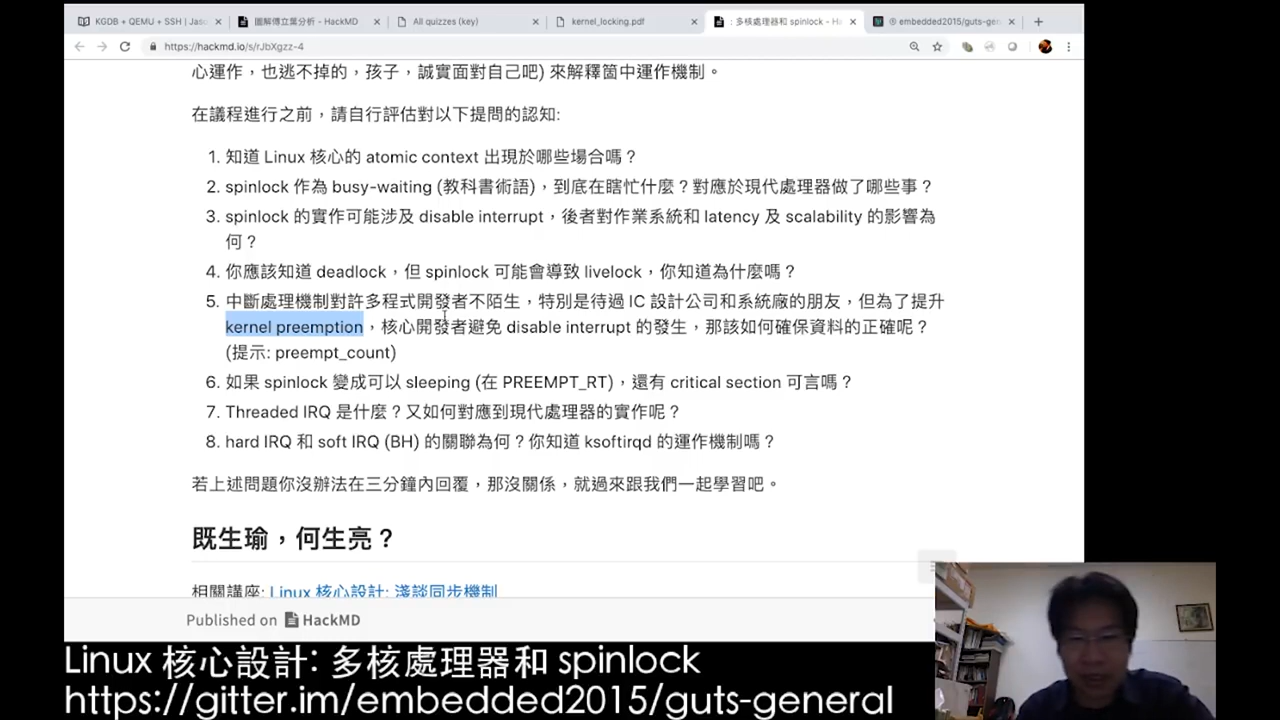 KGDB + QEMU + SSH | Jaso
圖解傅立葉分析 - HackMD
All quizzes (key)
kernel_locking.pdf
: 多核處理器和 spinlock - Ha
embedded2015/guts-gen
https://hackmd.io/s/rJbXgzz-4
心運作，也逃不掉的，孩子，誠實面對自己吧) 來解釋箇中運作機制。
在議程進行之前，請自行評估對以下提問的認知:
1. 知道 Linux 核心的 atomic context 出現於哪些場合嗎？
2. spinlock 作為 busy-waiting (教科書術語)，到底在瞎忙什麼？對應於現代處理器做了哪些事？
3. spinlock 的實作可能涉及 disable interrupt，後者對作業系統和 latency 及 scalability 的影響為
何？
4. 你應該知道 deadlock，但 spinlock 可能會導致 livelock，你知道為什麼嗎？
5. 中斷處理機制對許多程式開發者不陌生，特別是待過 IC 設計公司和系統廠的朋友，但為了提升
kernel preemption，核心開發者避免 disable interrupt 的發生，那該如何確保資料的正確呢？
(提示: preempt_count)
6. 如果 spinlock 變成可以 sleeping (在 PREEMPT_RT)，還有 critical section 可言嗎？
7. Threaded IRQ 是什麼？又如何對應到現代處理器的實作呢？
8. hard IRQ 和 soft IRQ (BH) 的關聯為何？你知道 ksoftirqd 的運作機制嗎？
若上述問題你沒辦法在三分鐘內回覆，那沒關係，就過來跟我們一起學習吧。
既生瑜，何生亮？
相關講座: Linux 核心設計: 淺談同步機制
Published on HackMD
Linux 核心設計: 多核處理器和 spinlock
https://gitter.im/embedded2015/guts-general